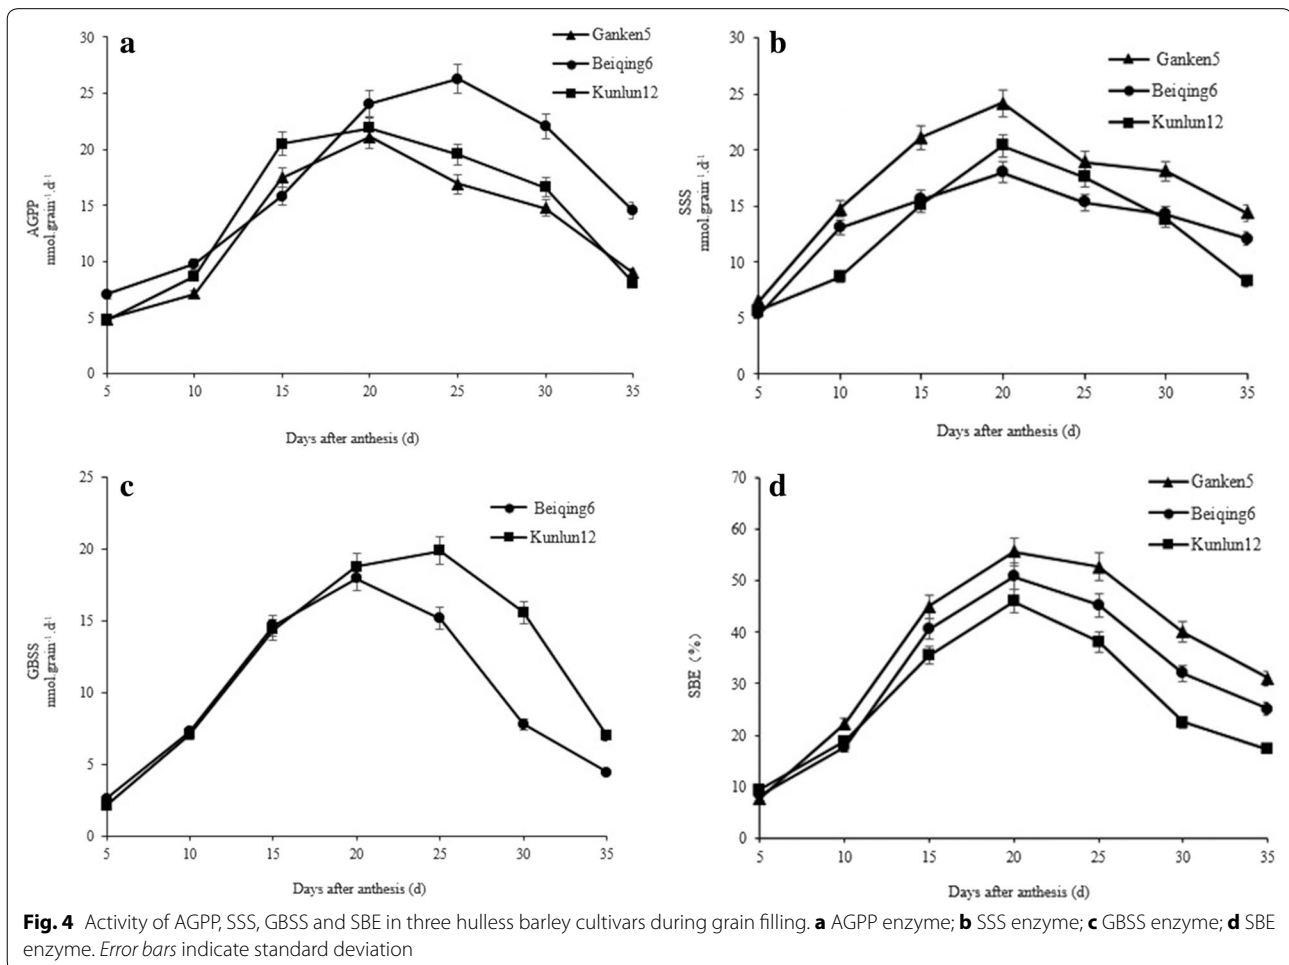 a
Ganken5
Beiqing6
Kunlun12
30
25
20
15
10
5
0
AGPP
nmol.grain⁻¹.d⁻¹
5 10 15 20 25 30 35
Days after anthesis (d)
b
Ganken5
Beiqing6
Kunlun12
30
25
20
15
10
5
0
SSS
nmol.grain⁻¹.d⁻¹
5 10 15 20 25 30 35
Days after anthesis (d)
c
Beiqing6
Kunlun12
25
20
15
10
5
0
GBSS
nmol.grain⁻¹.d⁻¹
5 10 15 20 25 30 35
Days after anthesis (d)
d
Ganken5
Beiqing6
Kunlun12
70
60
50
40
30
20
10
0
SBE（%）
5 10 15 20 25 30 35
Days after anthesis (d)
Fig. 4 Activity of AGPP, SSS, GBSS and SBE in three hulless barley cultivars during grain filling. a AGPP enzyme; b SSS enzyme; c GBSS enzyme; d SBE
enzyme. Error bars indicate standard deviation